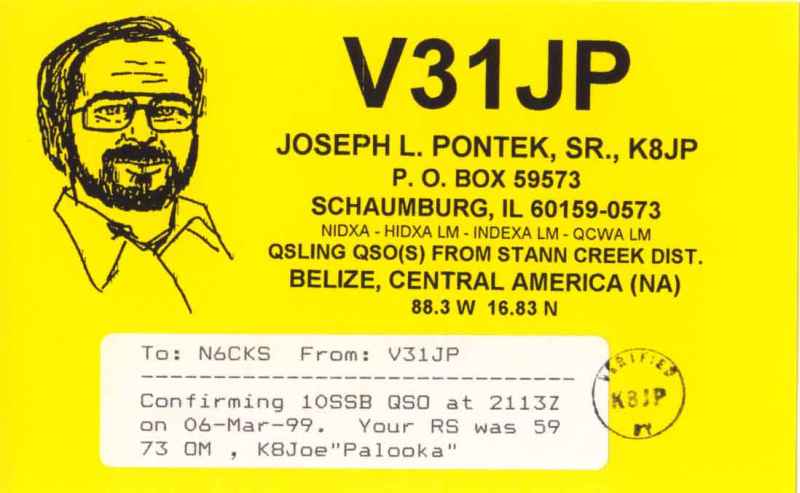 V31JP
JOSEPH L. PONTEK, SR., K8JP
P. O. BOX 59573
SCHAUMBURG, IL 60159-0573
NIDXA - HIDXA LM - INDEXA LM - QCWA LM
QSLING QSO(S) FROM STANN CREEK DIST.
BELIZE, CENTRAL AMERICA (NA)
88.3 W 16.83 N
To: N6CKS From: V31JP
------------------------------
Confirming 10SSB QSO at 2113Z
on 06-Mar-99. Your RS was 59
73 OM , K8Joe"Palooka"
VERIFIED
K8JP